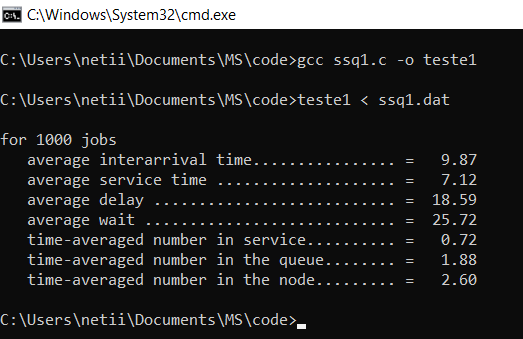 C:\Windows\System32\cmd.exe
C:\Users\netii\Documents\MS\code>gcc ssq1.c -o teste1
C:\Users\netii\Documents\MS\code>teste1 < ssq1.dat
for 1000 jobs
   average interarrival time................ =   9.87
   average service time .................... =   7.12
   average delay ........................... =  18.59
   average wait ............................ =  25.72
   time-averaged number in service.......... =   0.72
   time-averaged number in the queue........ =   1.88
   time-averaged number in the node......... =   2.60
C:\Users\netii\Documents\MS\code>